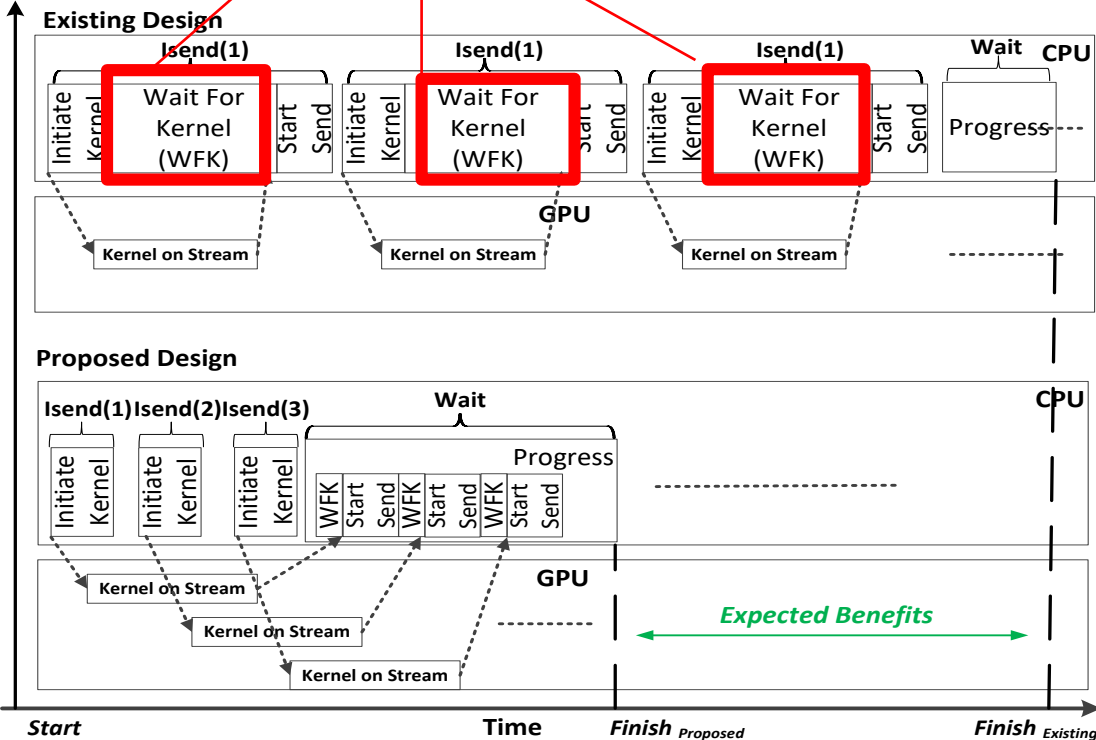 Existing Design
Isend(1)
Isend(1)
Isend(1)
Wait
CPU
Initiate
Kernel
Wait For
Kernel
(WFK)
Start
Send
Initiate
Kernel
Wait For
Kernel
(WFK)
Start
Send
Initiate
Kernel
Wait For
Kernel
(WFK)
Start
Send
Progress
GPU
Kernel on Stream
Kernel on Stream
Kernel on Stream
Proposed Design
CPU
Isend(1)
Isend(2)
Isend(3)
Wait
Initiate
Kernel
Initiate
Kernel
Initiate
Kernel
Progress
WFK
Start
Send
WFK
Start
Send
WFK
Start
Send
GPU
Kernel on Stream
Kernel on Stream
Kernel on Stream
Expected Benefits
Start
Time
Finish Proposed
Finish Existing